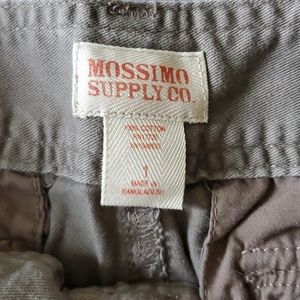 MOSSIMO
SUPPLY CO.
100% COTTON
1
MADE IN
BANGLADESH